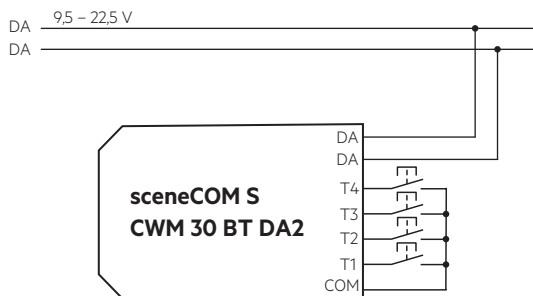 DA 9,5 – 22,5 V
DA
DA
DA
sceneCOM S
CWM 30 BT DA2
T4
T3
T2
T1
COM